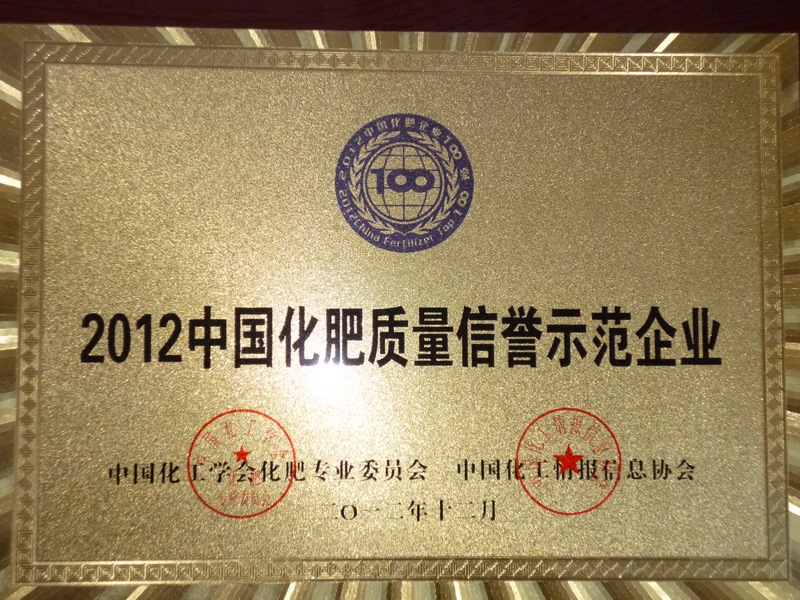 2012中国化肥企业100强
100
2012China Fertilizer Top 100
2012中国化肥质量信誉示范企业
中国化工学会化肥专业委员会 中国化工情报信息协会
二〇一二年十二月